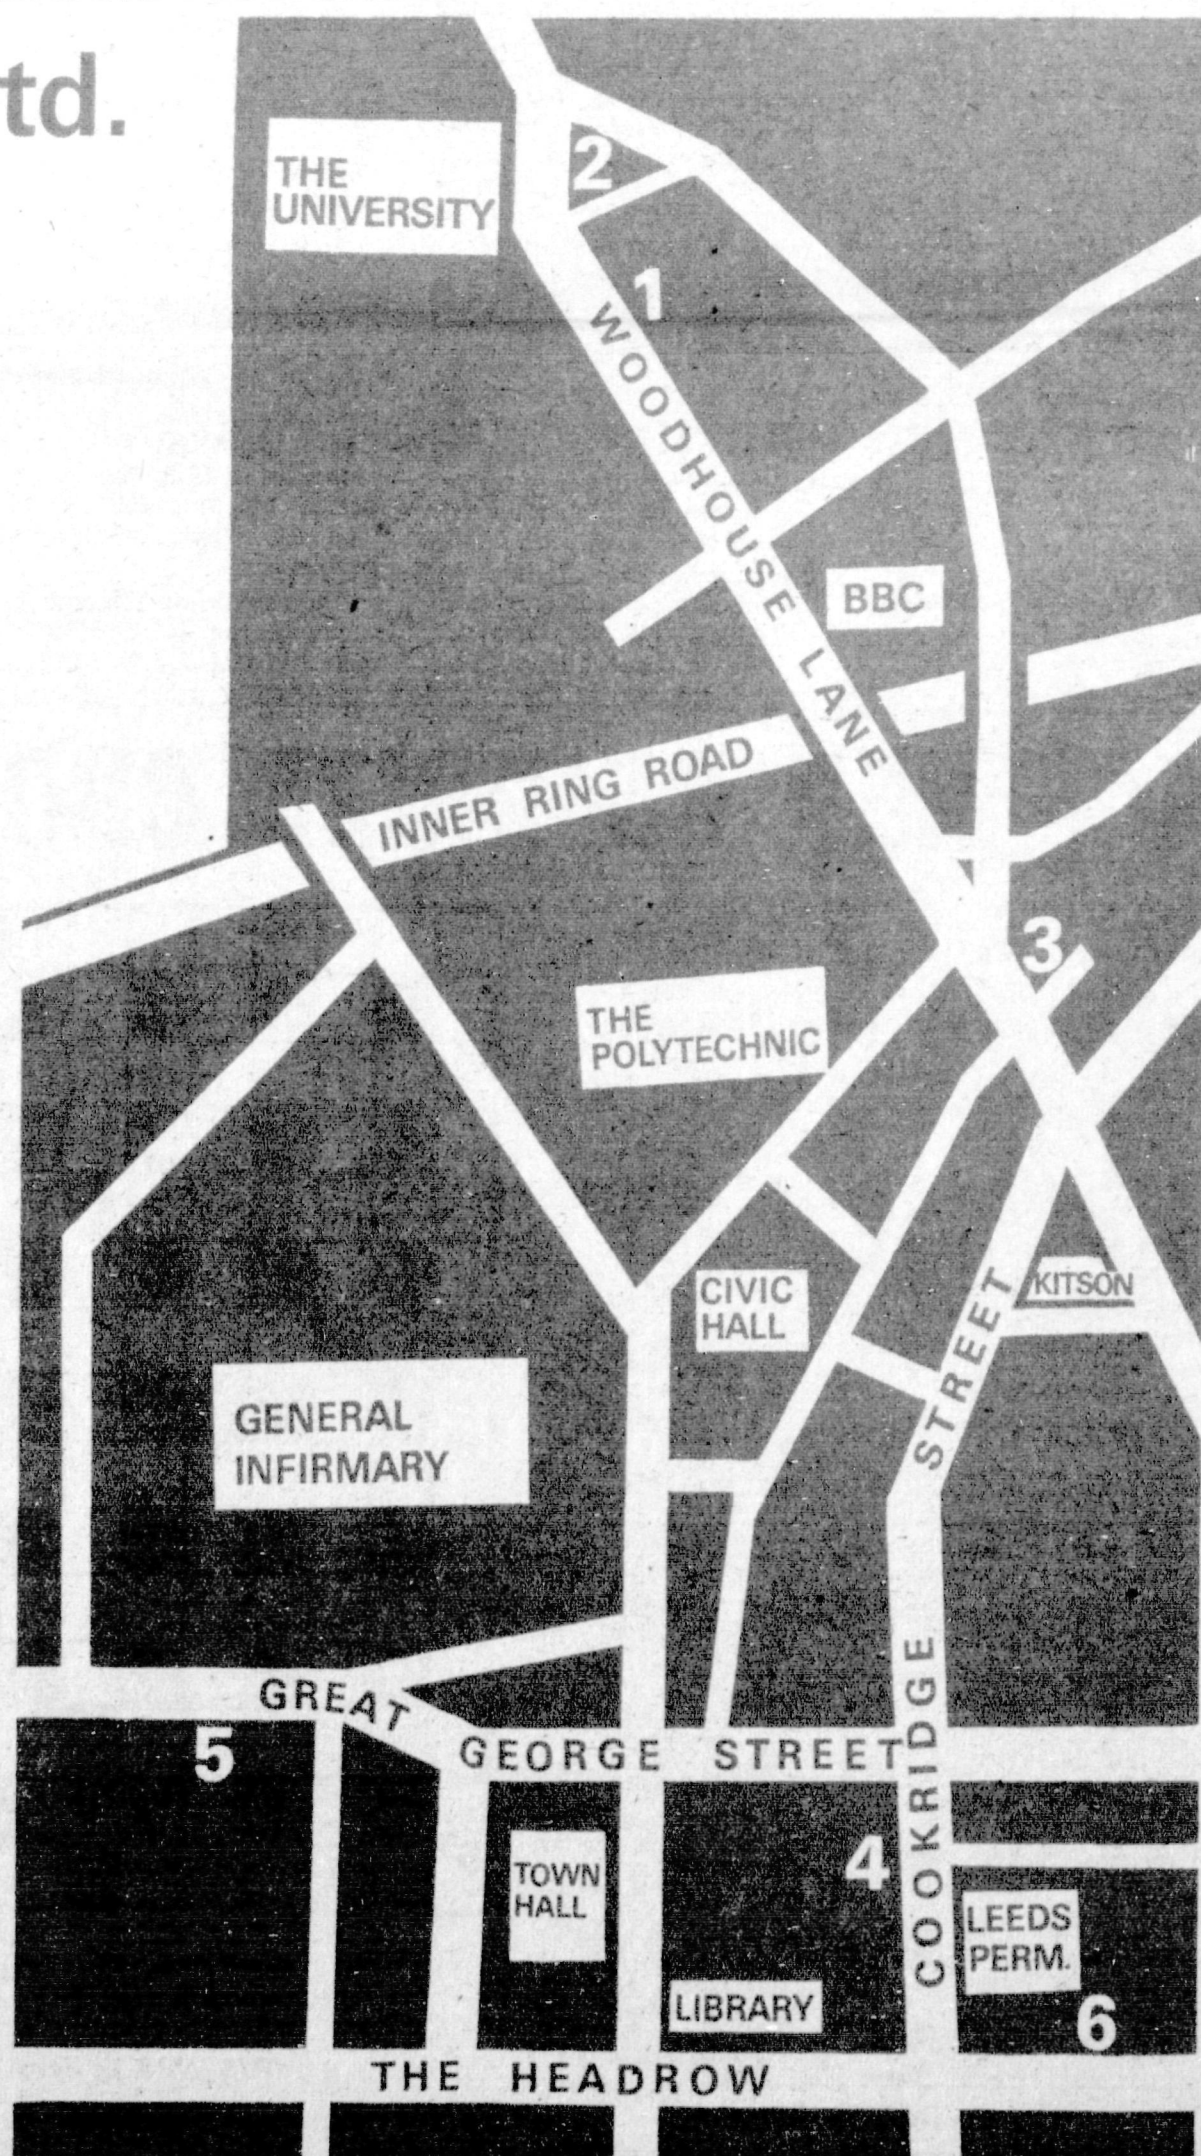 td.
THE
UNIVERSITY
2
1
WOODHOUSE LANE
BBC
INNER RING ROAD
3
THE
POLYTECHNIC
CIVIC
HALL
KITSON
GENERAL
INFIRMARY
GREAT GEORGE STREET
5
COOKRIDGE STREET
TOWN
HALL
4
LEEDS
PERM.
LIBRARY
6
THE HEADROW